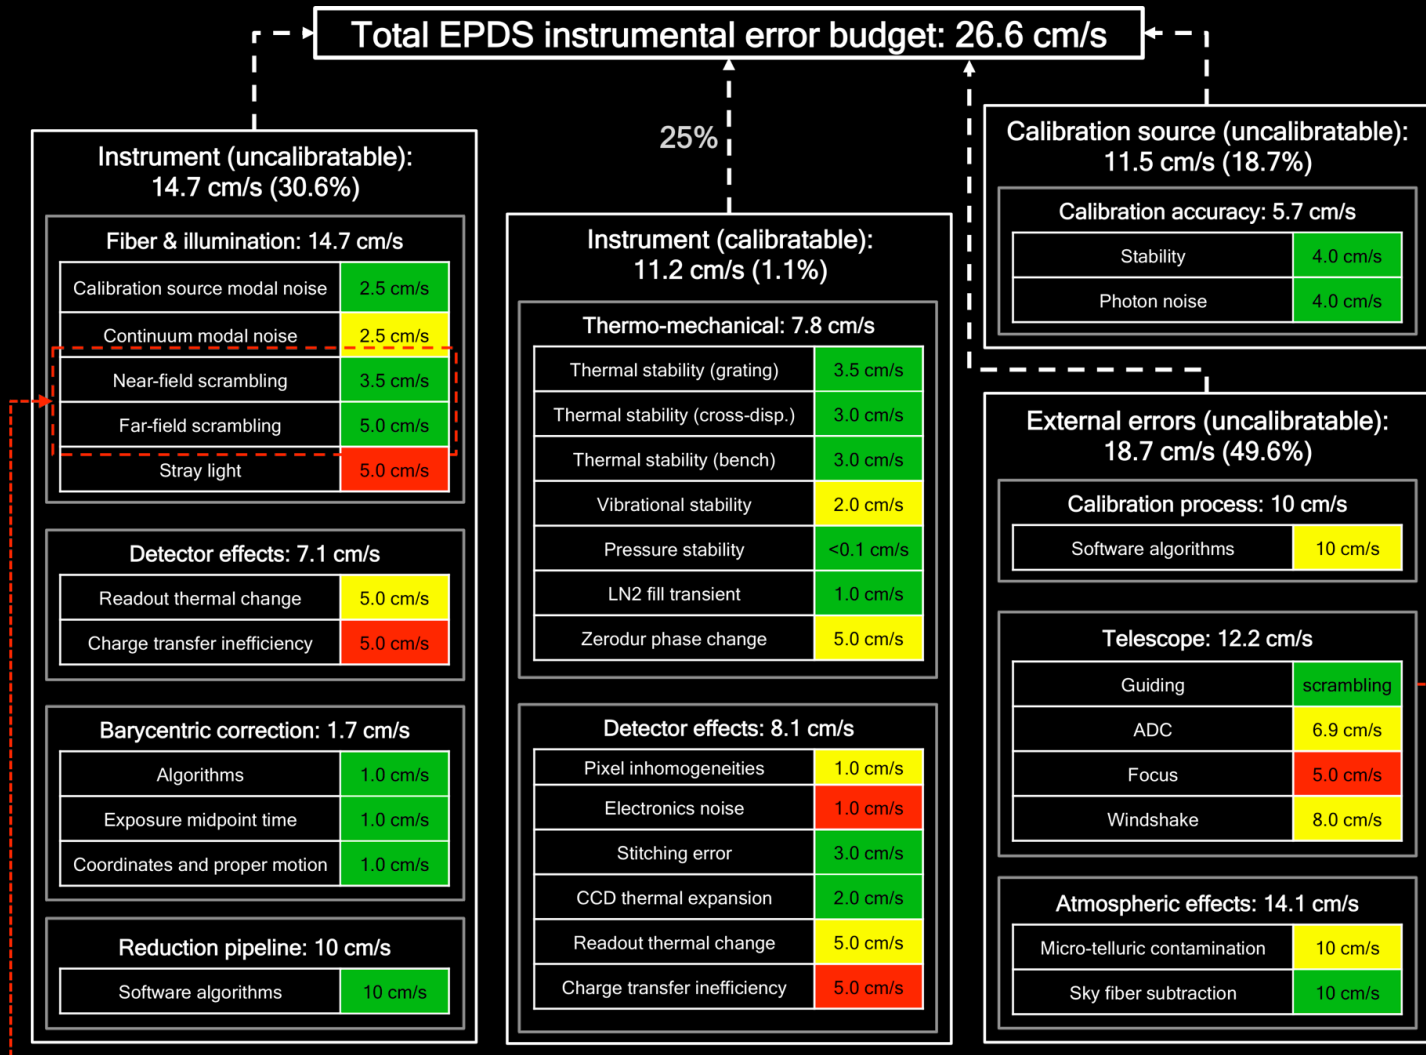 Total EPDS instrumental error budget: 26.6 cm/s
25%
Instrument (uncalibratable):
14.7 cm/s (30.6%)
Fiber & illumination: 14.7 cm/s
Calibration source modal noise 2.5 cm/s
Continuum modal noise 2.5 cm/s
Near-field scrambling 3.5 cm/s
Far-field scrambling 5.0 cm/s
Stray light 5.0 cm/s
Detector effects: 7.1 cm/s
Readout thermal change 5.0 cm/s
Charge transfer inefficiency 5.0 cm/s
Barycentric correction: 1.7 cm/s
Algorithms 1.0 cm/s
Exposure midpoint time 1.0 cm/s
Coordinates and proper motion 1.0 cm/s
Reduction pipeline: 10 cm/s
Software algorithms 10 cm/s
Instrument (calibratable):
11.2 cm/s (1.1%)
Thermo-mechanical: 7.8 cm/s
Thermal stability (grating) 3.5 cm/s
Thermal stability (cross-disp.) 3.0 cm/s
Thermal stability (bench) 3.0 cm/s
Vibrational stability 2.0 cm/s
Pressure stability <0.1 cm/s
LN2 fill transient 1.0 cm/s
Zerodur phase change 5.0 cm/s
Detector effects: 8.1 cm/s
Pixel inhomogeneities 1.0 cm/s
Electronics noise 1.0 cm/s
Stitching error 3.0 cm/s
CCD thermal expansion 2.0 cm/s
Readout thermal change 5.0 cm/s
Charge transfer inefficiency 5.0 cm/s
Calibration source (uncalibratable):
11.5 cm/s (18.7%)
Calibration accuracy: 5.7 cm/s
Stability 4.0 cm/s
Photon noise 4.0 cm/s
External errors (uncalibratable):
18.7 cm/s (49.6%)
Calibration process: 10 cm/s
Software algorithms 10 cm/s
Telescope: 12.2 cm/s
Guiding scrambling
ADC 6.9 cm/s
Focus 5.0 cm/s
Windshake 8.0 cm/s
Atmospheric effects: 14.1 cm/s
Micro-telluric contamination 10 cm/s
Sky fiber subtraction 10 cm/s